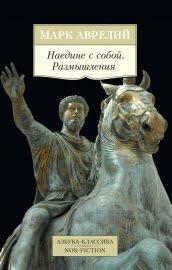 МАРК АВРЕЛИЙ
Наедине с собой.
Размышления
АЗБУКА-КЛАССИКА
NON-FICTION